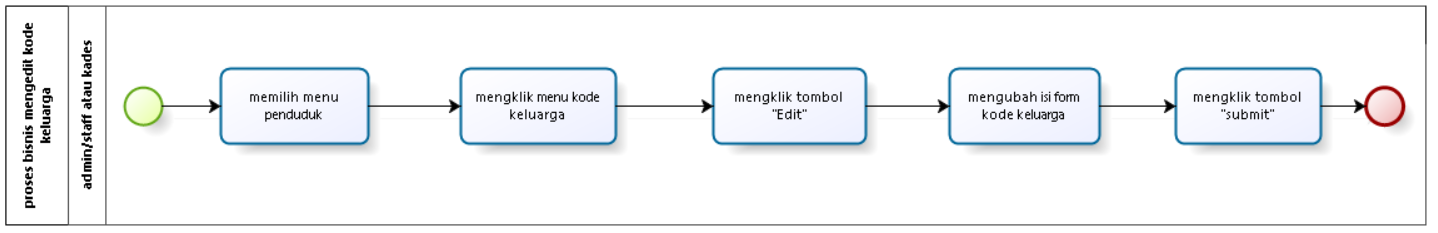 proses bisnis mengedit kode
keluarga
admin/staff atau kades
memilih menu
penduduk
mengklik menu kode
keluarga
mengklik tombol
"Edit"
mengubah isi form
kode keluarga
mengklik tombol
"submit"